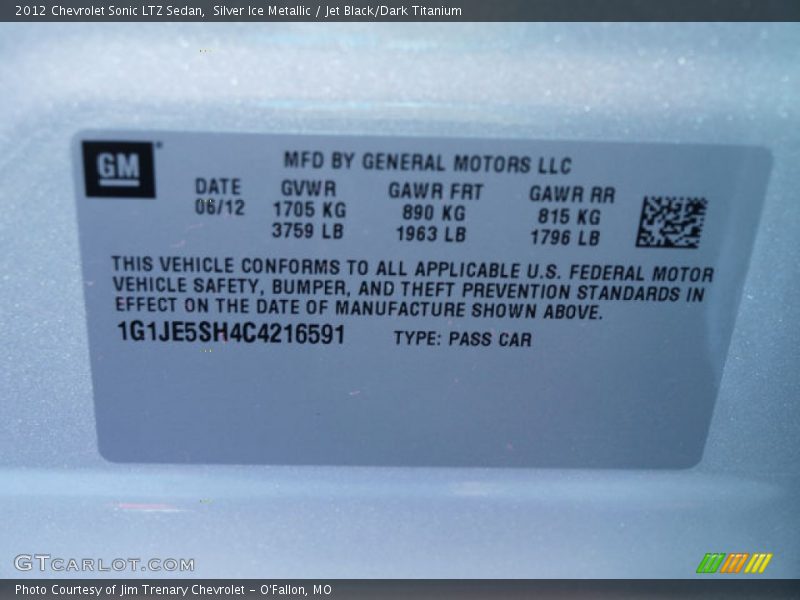 2012 Chevrolet Sonic LTZ Sedan,  Silver Ice Metallic / Jet Black/Dark Titanium
GM
MFD BY GENERAL MOTORS LLC
DATE GVWR GAWR FRT GAWR RR
06/12 1705 KG 890 KG 815 KG
3759 LB 1963 LB 1796 LB
THIS VEHICLE CONFORMS TO ALL APPLICABLE U.S. FEDERAL MOTOR
VEHICLE SAFETY, BUMPER, AND THEFT PREVENTION STANDARDS IN
EFFECT ON THE DATE OF MANUFACTURE SHOWN ABOVE.
1G1JE5SH4C4216591 TYPE: PASS CAR
GTCARLOT.COM
Photo Courtesy of Jim Trenary Chevrolet - O'Fallon, MO